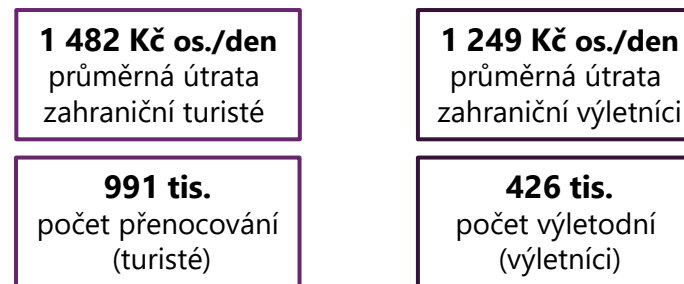 1 482 Kč os./den
průměrná útrata
zahraniční turisté
1 249 Kč os./den
průměrná útrata
zahraniční výletníci
991 tis.
počet přenocování
(turisté)
426 tis.
počet výletodní
(výletníci)